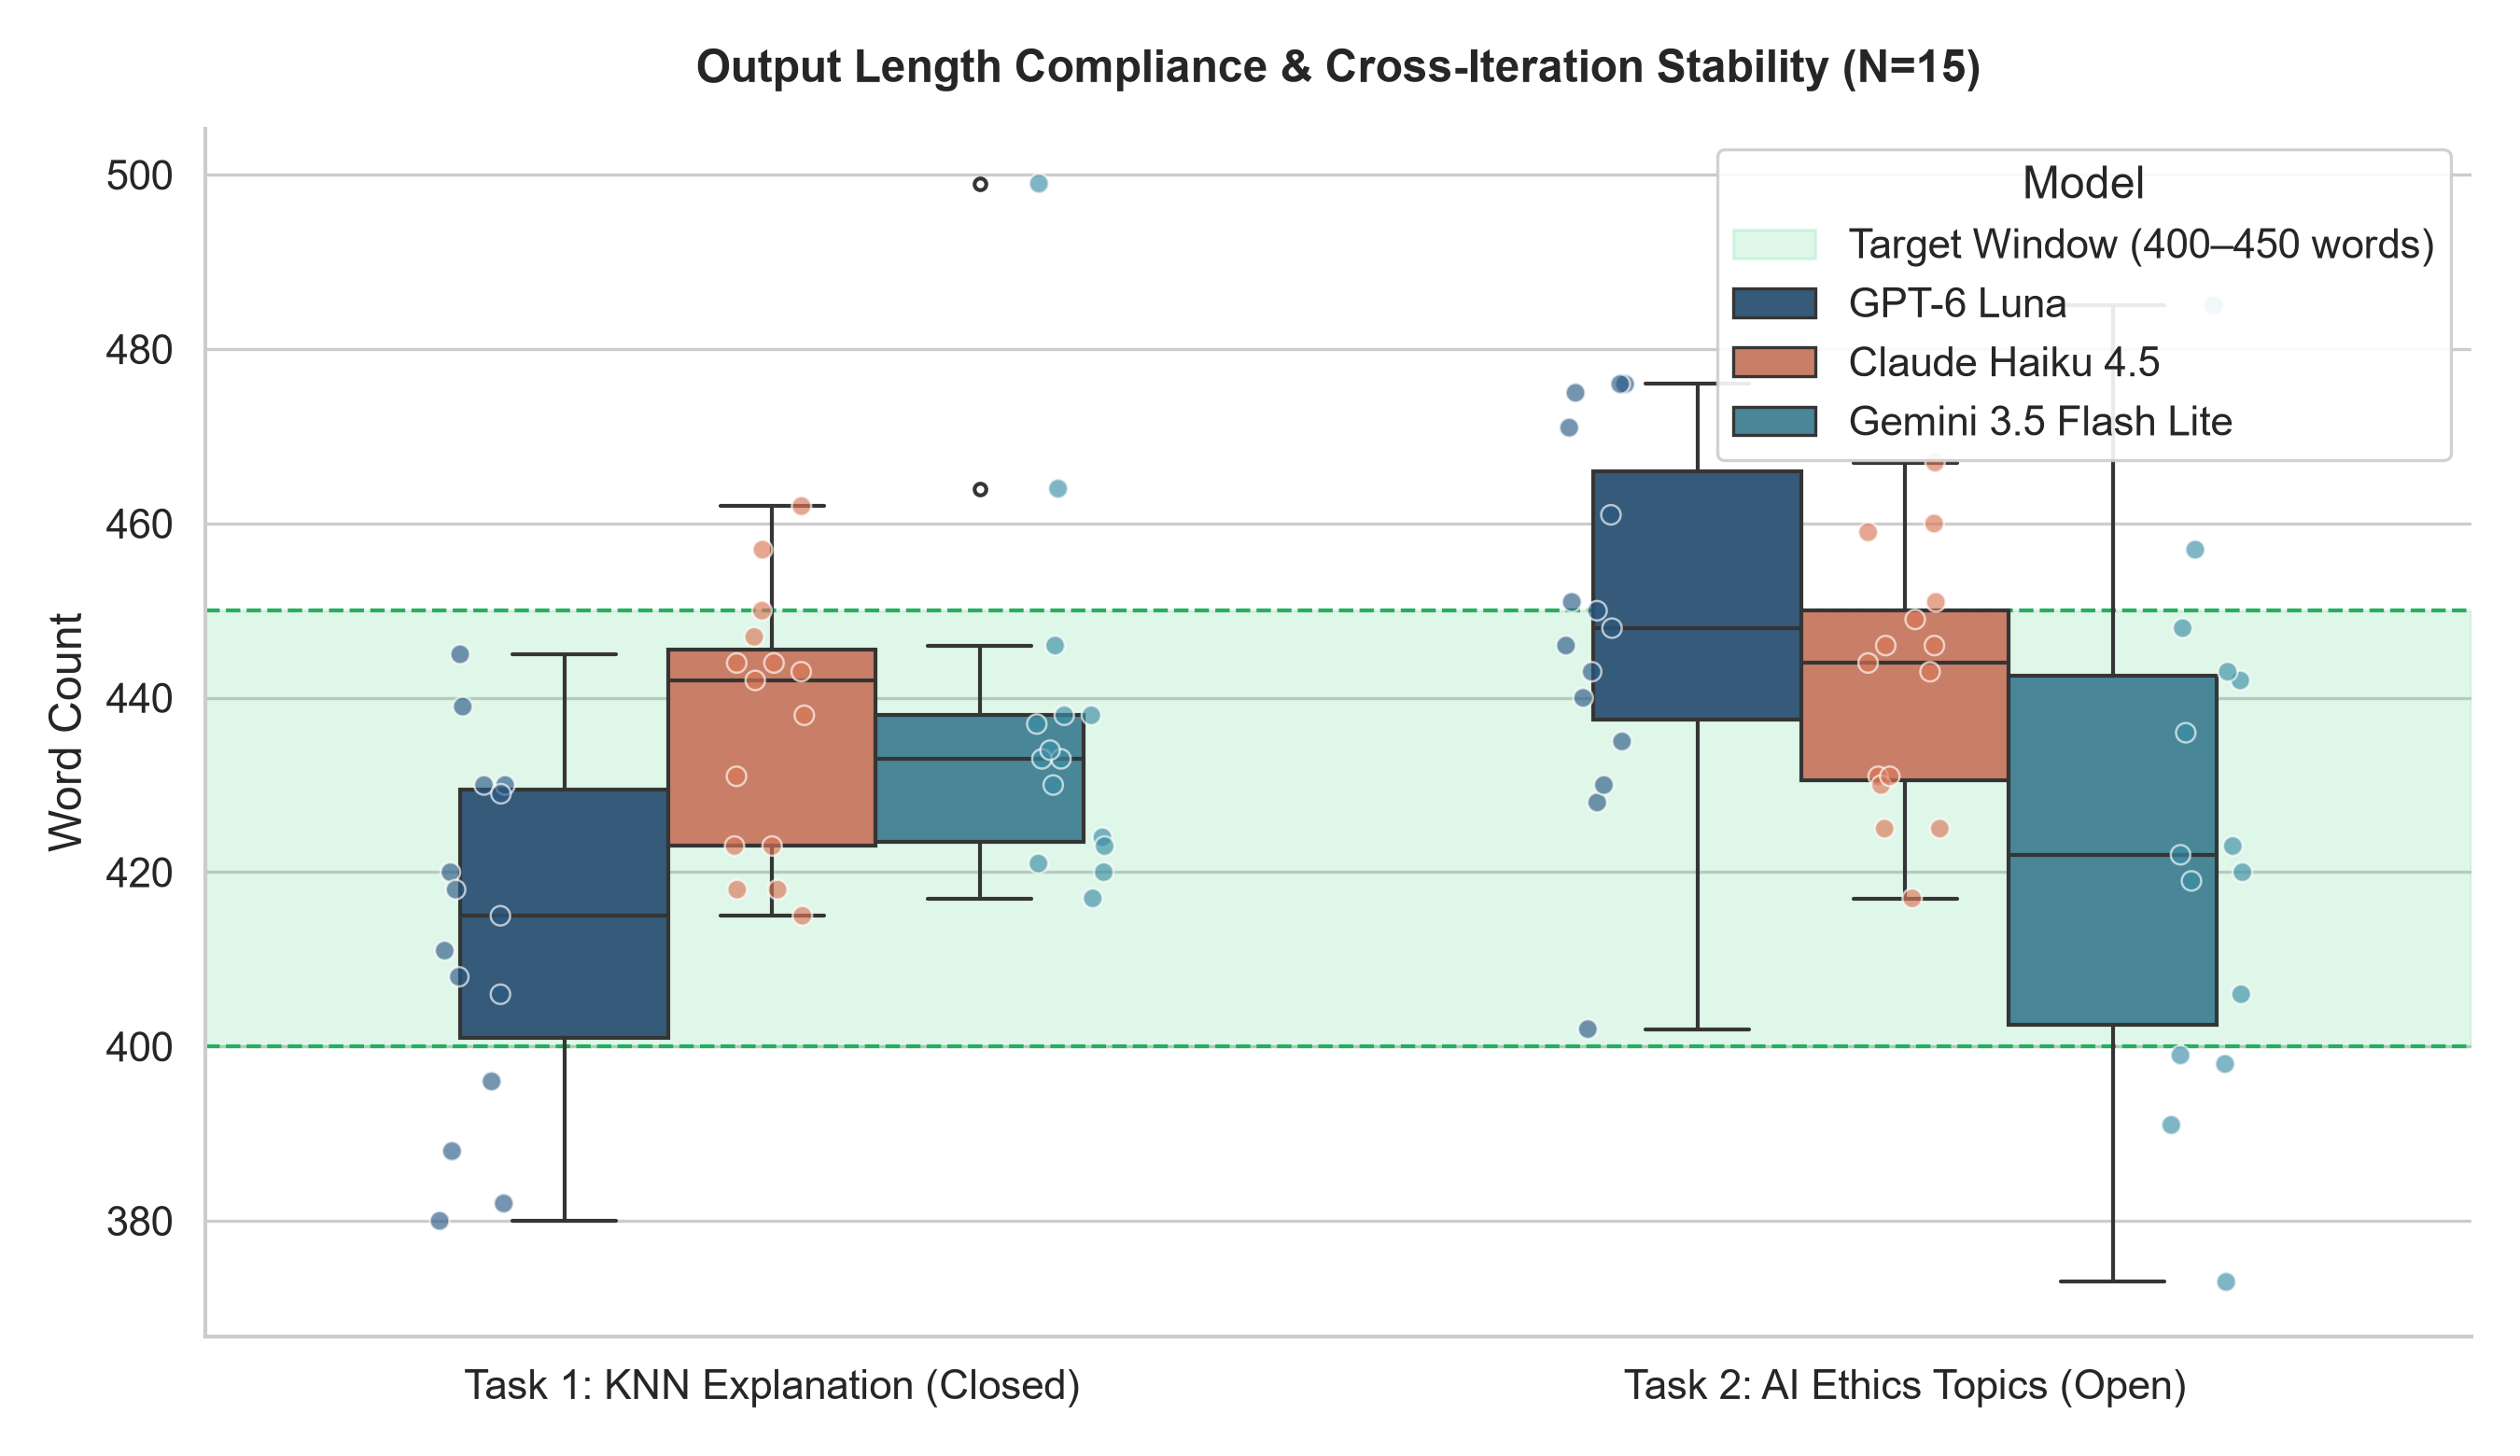 Output Length Compliance & Cross-Iteration Stability (N=15)
Model
Target Window (400–450 words)
GPT-6 Luna
Claude Haiku 4.5
Gemini 3.5 Flash Lite
Word Count
500
480
460
440
420
400
380
Task 1: KNN Explanation (Closed)
Task 2: AI Ethics Topics (Open)